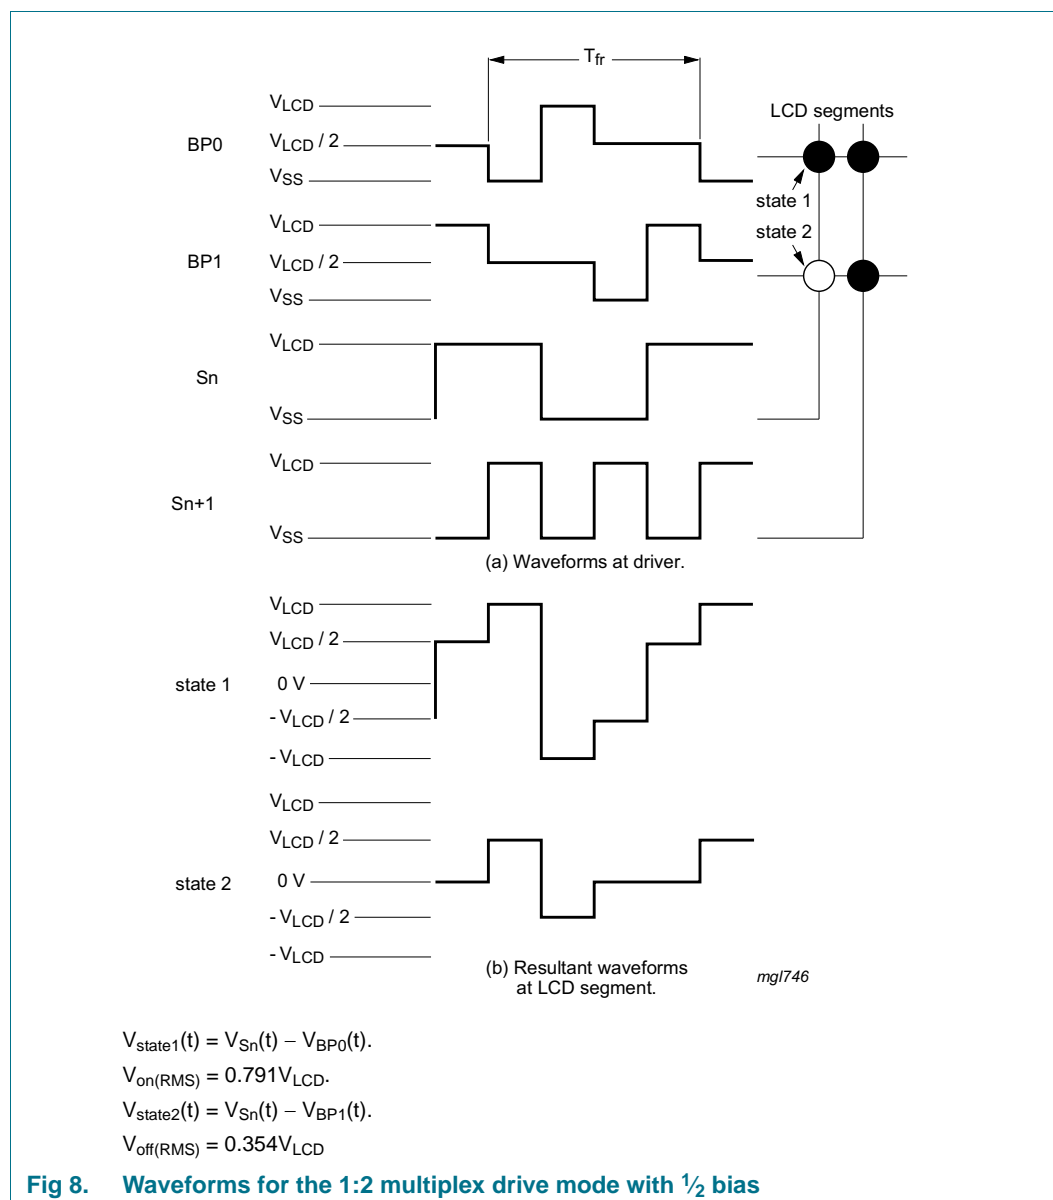 Tfr
VLCD
BP0
VLCD / 2
VSS
LCD segments
state 1
state 2
VLCD
BP1
VLCD / 2
VSS
VLCD
Sn
VSS
VLCD
Sn+1
VSS
(a) Waveforms at driver.
VLCD
VLCD / 2
state 1
0 V
- VLCD / 2
- VLCD
VLCD
VLCD / 2
state 2
0 V
- VLCD / 2
- VLCD
(b) Resultant waveforms
at LCD segment.
mgl746
Vstate1(t) = VSn(t) − VBP0(t).
Von(RMS) = 0.791VLCD.
Vstate2(t) = VSn(t) − VBP1(t).
Voff(RMS) = 0.354VLCD
Fig 8. Waveforms for the 1:2 multiplex drive mode with 1⁄2 bias